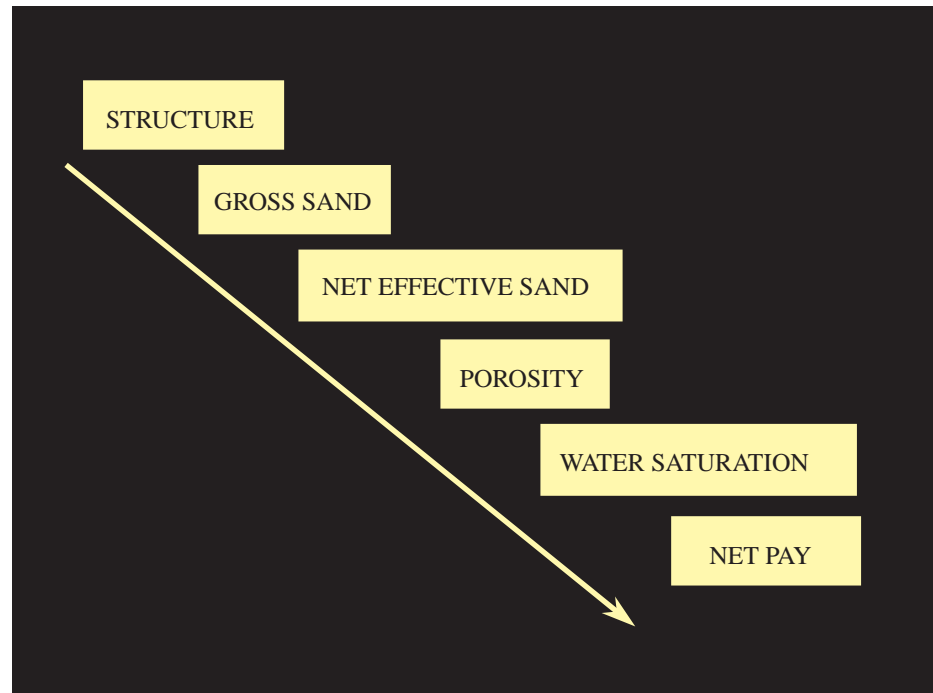 STRUCTURE
GROSS SAND
NET EFFECTIVE SAND
POROSITY
WATER SATURATION
NET PAY